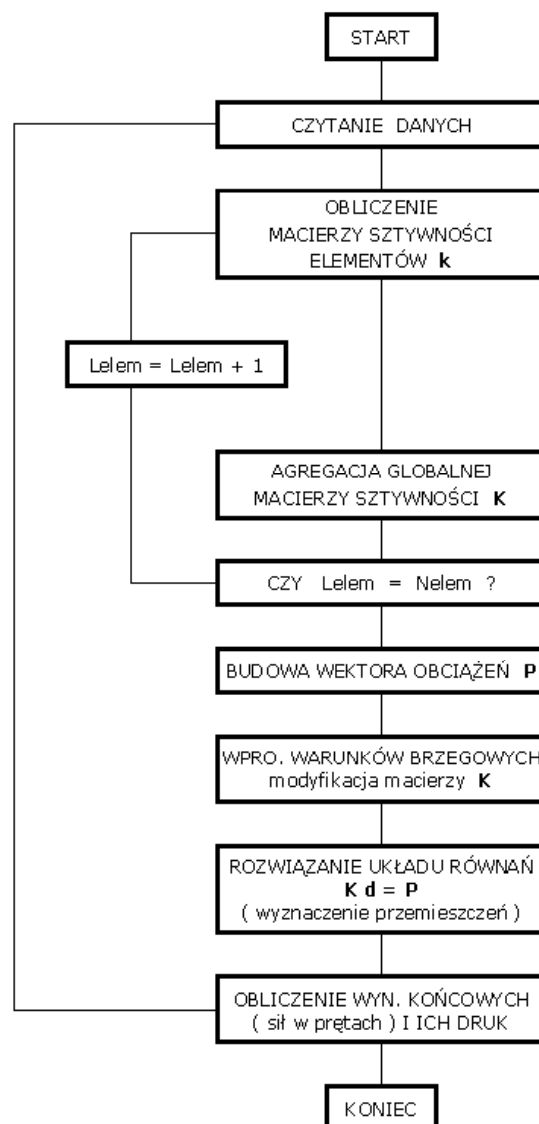 START
CZYTANIE DANYCH
OBLICZENIE
MACIERZY SZTYWNOŚCI
ELEMENTÓW k
Lelem = Lelem + 1
AGREGACJA GLOBALNEJ
MACIERZY SZTYWNOŚCI K
CZY Lelem = Nelem ?
BUDOWA WEKTORA OBCIĄŻEŃ P
WPRO. WARUNKÓW BRZEGOWYCH
modyfikacja macierzy K
ROZWIĄZANIE UKŁADU RÓWNAŃ
K d = P
( wyznaczenie przemieszczeń )
OBLICZENIE WYN. KOŃCOWYCH
( sił w prętach ) I ICH DRUK
KONIEC